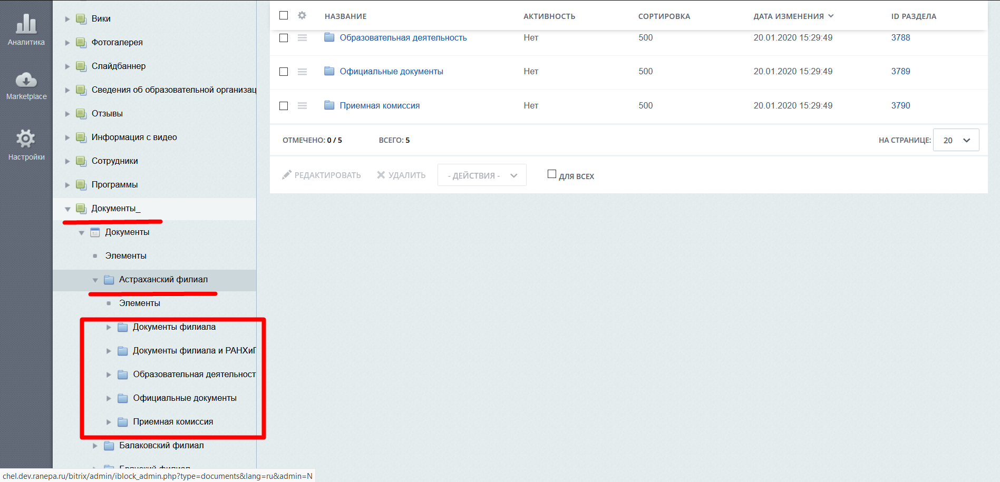 Аналитика
Marketplace
Настройки
Вики
Фотогалерея
Слайдбаннер
Сведения об образовательной организац
Отзывы
Информация с видео
Сотрудники
Программы
Документы_
Документы
Элементы
Астраханский филиал
Элементы
Документы филиала
Документы филиала и РАНХиГ
Образовательная деятельност
Официальные документы
Приемная комиссия
Балаковский филиал
Брянский филиал
НАЗВАНИЕ АКТИВНОСТЬ СОРТИРОВКА ДАТА ИЗМЕНЕНИЯ ID РАЗДЕЛА
Образовательная деятельность Нет 500 20.01.2020 15:29:49 3788
Официальные документы Нет 500 20.01.2020 15:29:49 3789
Приемная комиссия Нет 500 20.01.2020 15:29:49 3790
ОТМЕЧЕНО: 0 / 5 ВСЕГО: 5 НА СТРАНИЦЕ: 20
РЕДАКТИРОВАТЬ УДАЛИТЬ - ДЕЙСТВИЯ - ДЛЯ ВСЕХ
chel.dev.ranepa.ru/bitrix/admin/iblock_admin.php?type=documents&lang=ru&admin=N